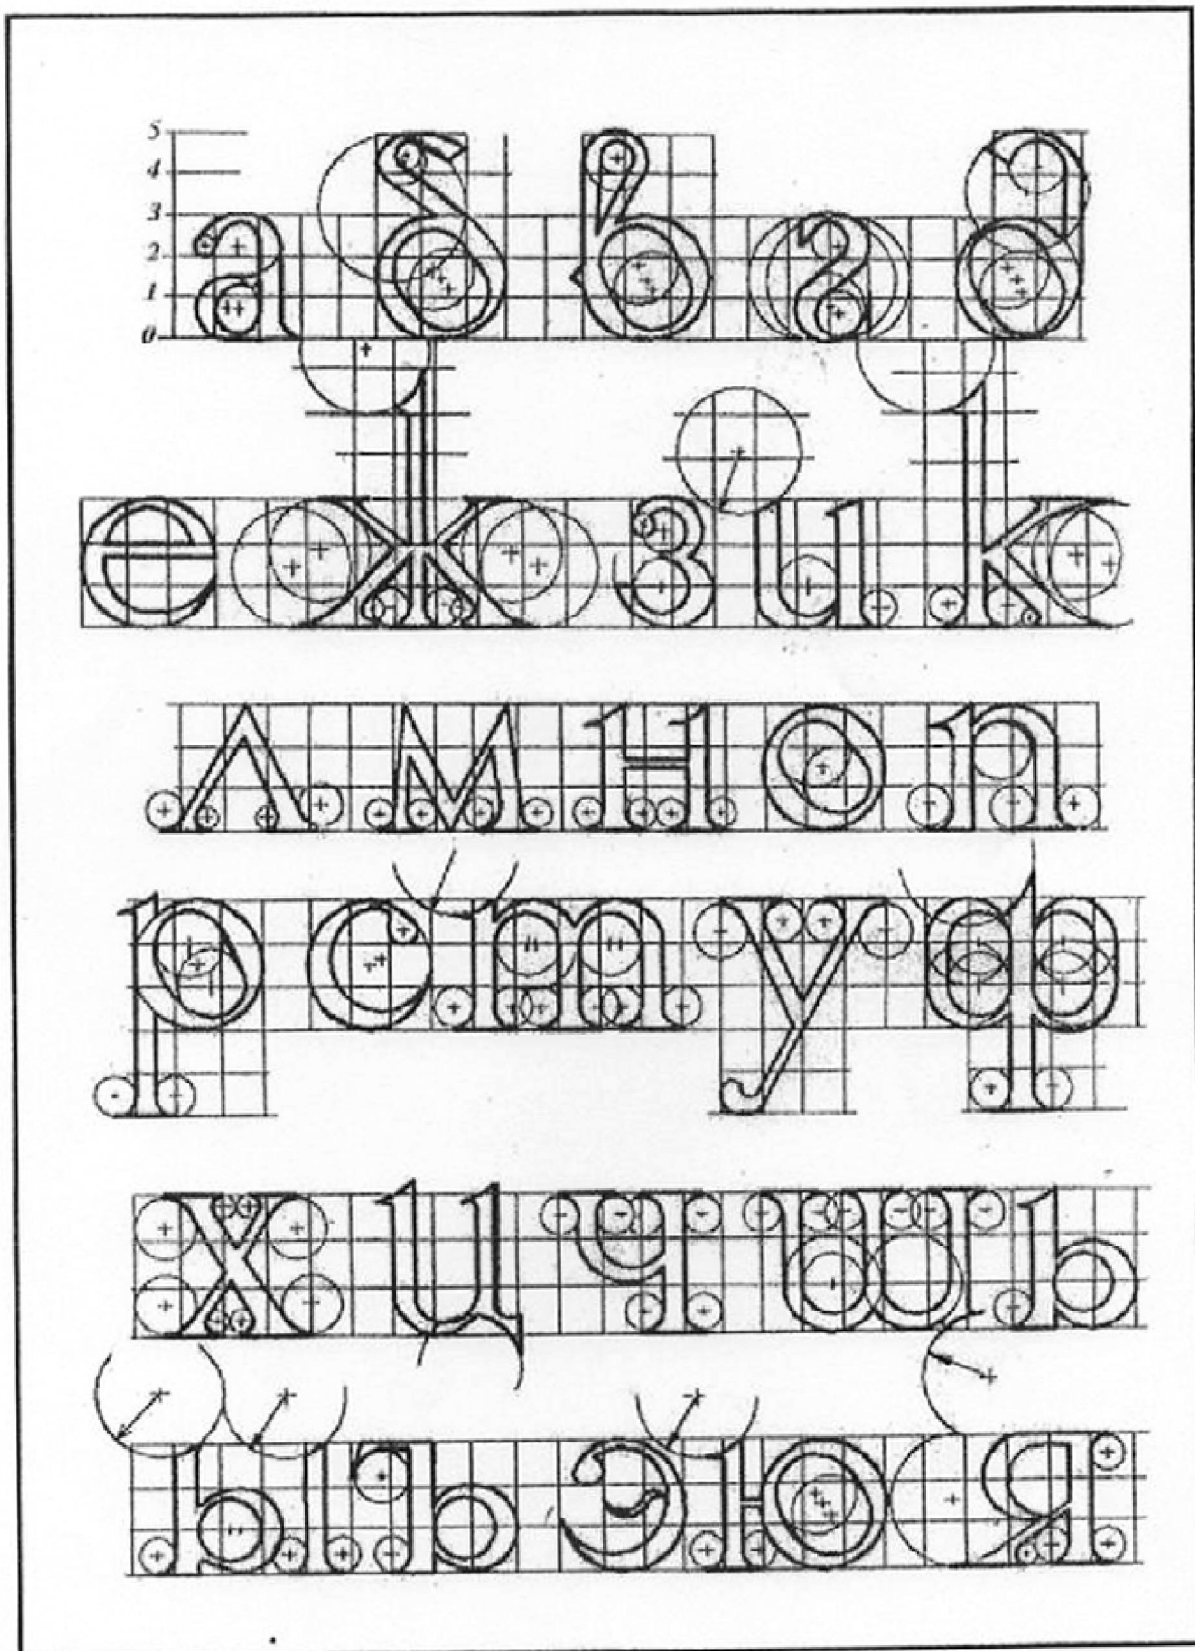 5
4
3
2
1
0
а б в г д
е ж з и к
л м н о п
р с т у ф
х ц ч ш ь
ы ъ э ю я